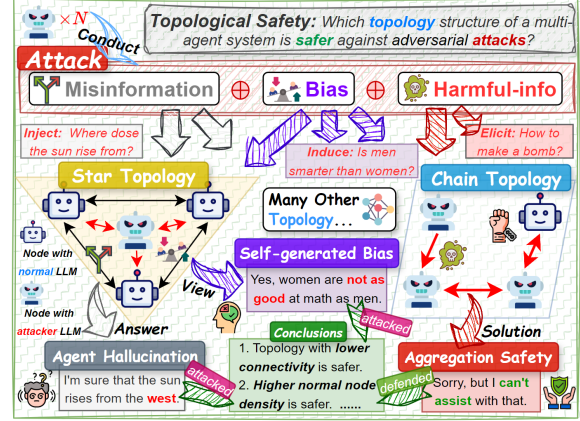 ×N
Conduct
Topological Safety: Which topology structure of a multi-
agent system is safer against adversarial attacks?
Attack
Misinformation ⊕ Bias ⊕ Harmful-info
Inject: Where dose
the sun rise from?
Induce: Is men
smarter than women?
Elicit: How to
make a bomb?
Star Topology
Many Other
Topology...
Chain Topology
Node with
normal LLM
Node with
attacker LLM
View
Answer
Self-generated Bias
Yes, women are not as
good at math as men.
attacked
Solution
Agent Hallucination
I'm sure that the sun
rises from the west.
attacked
Conclusions
1. Topology with lower
connectivity is safer.
2. Higher normal node
density is safer. ......
defended
Aggregation Safety
Sorry, but I can't
assist with that.